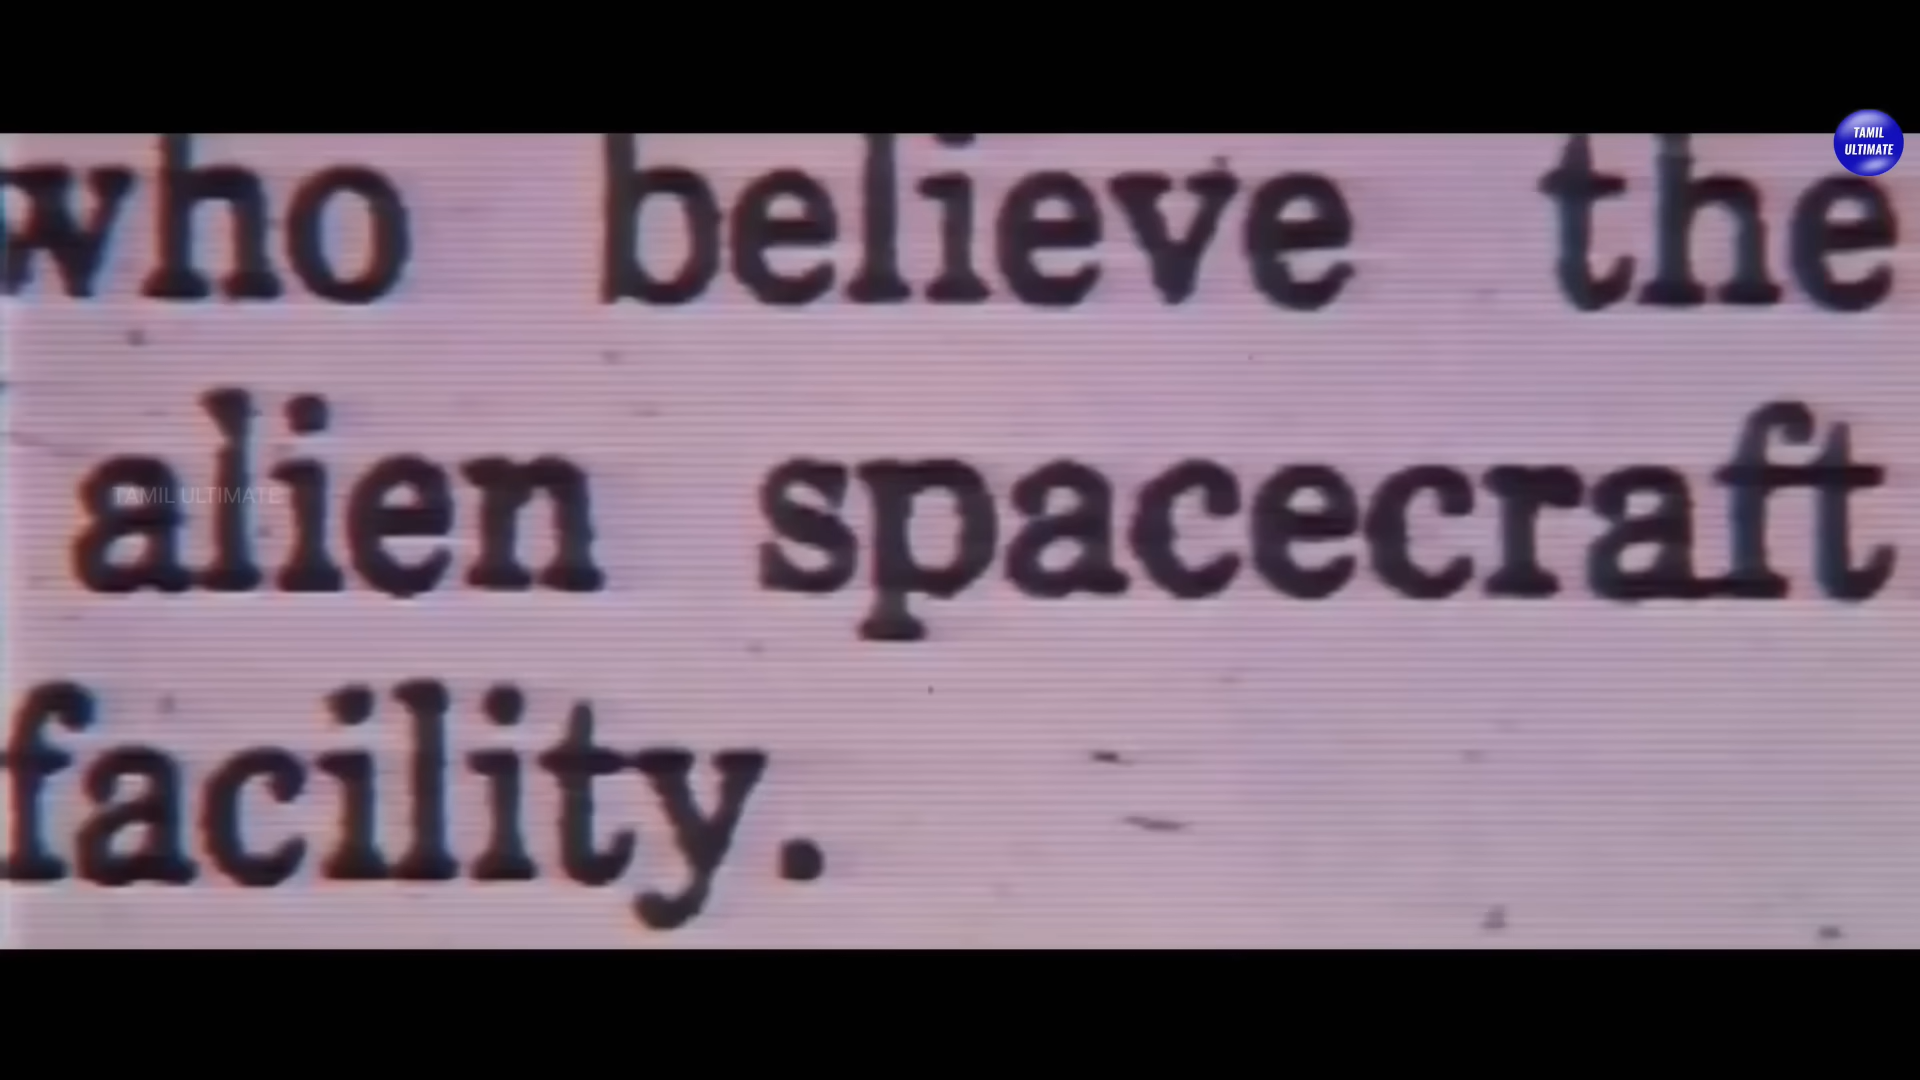 TAMIL
ULTIMATE
who believe the
alien spacecraft
TAMIL ULTIMATE
facility.